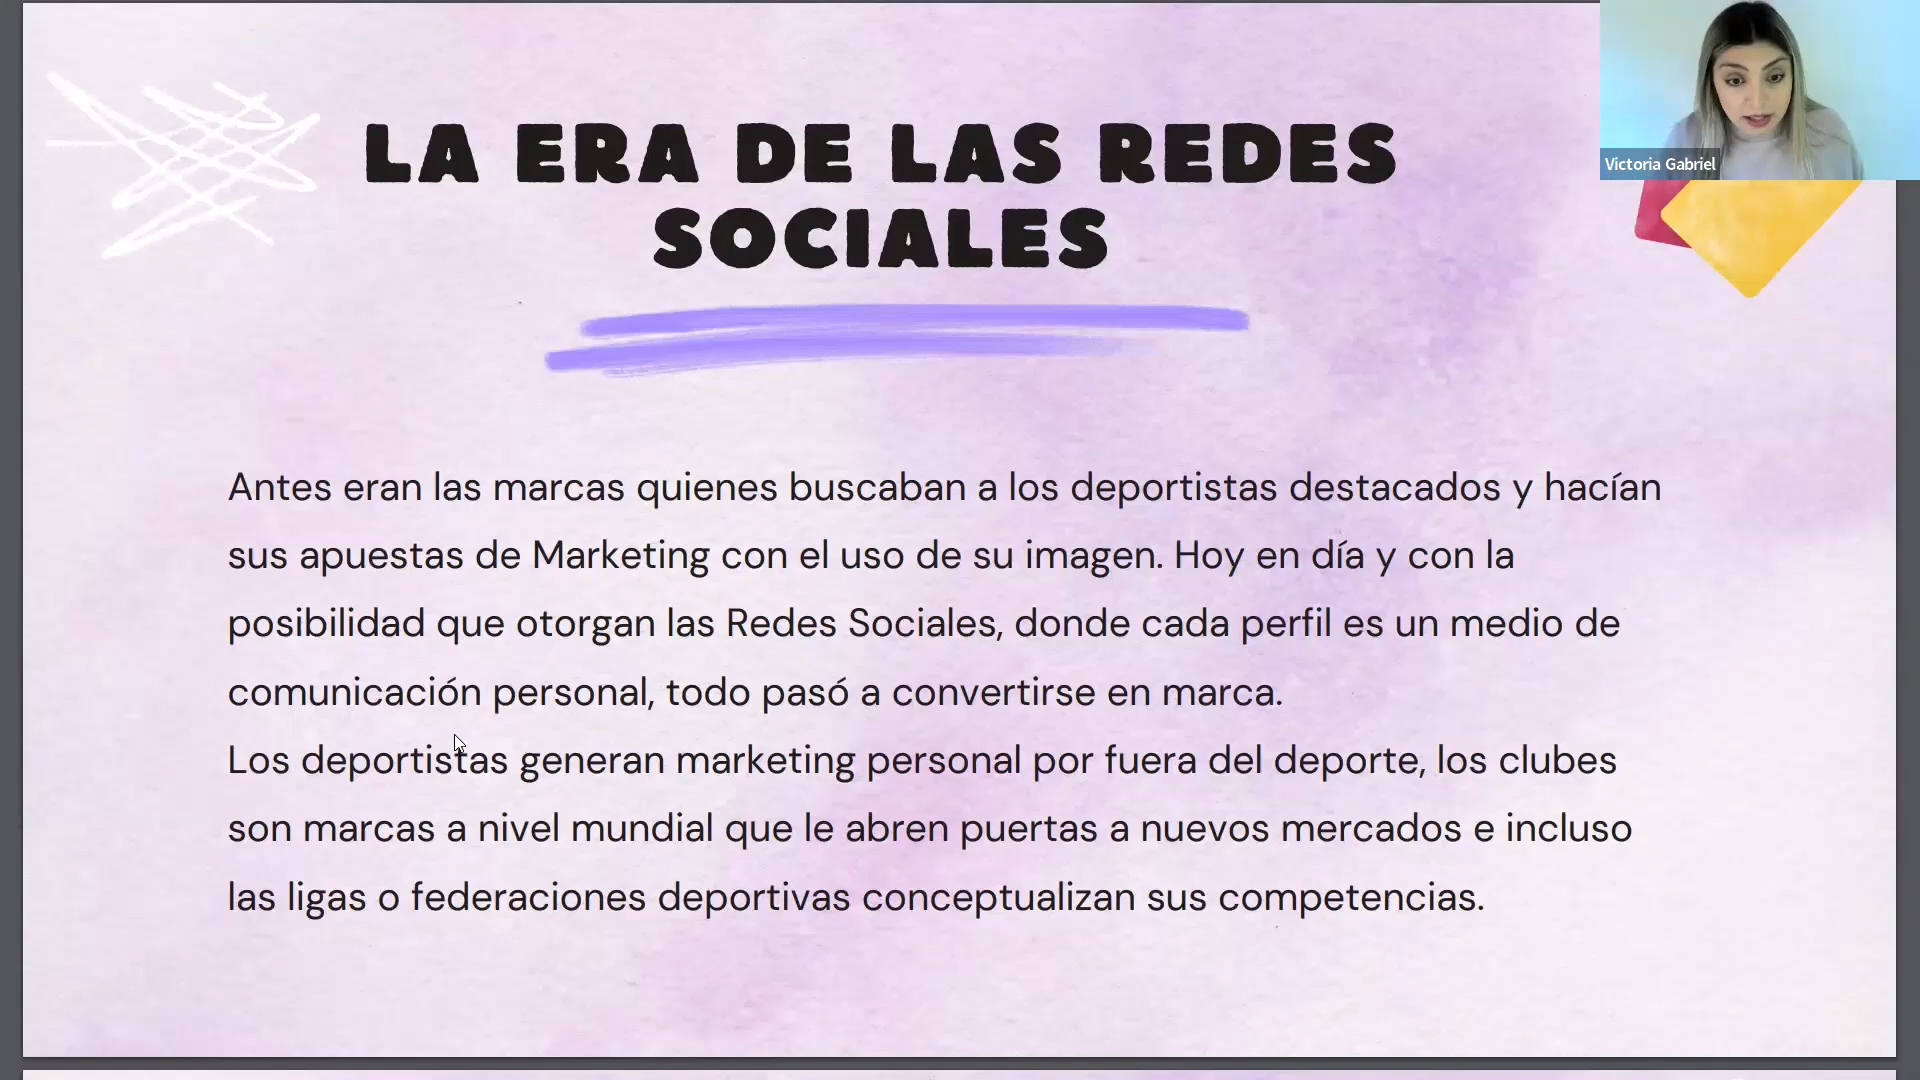 LA ERA DE LAS REDES
SOCIALES
Victoria Gabriel
Antes eran las marcas quienes buscaban a los deportistas destacados y hacían
sus apuestas de Marketing con el uso de su imagen. Hoy en día y con la
posibilidad que otorgan las Redes Sociales, donde cada perfil es un medio de
comunicación personal, todo pasó a convertirse en marca.
Los deportistas generan marketing personal por fuera del deporte, los clubes
son marcas a nivel mundial que le abren puertas a nuevos mercados e incluso
las ligas o federaciones deportivas conceptualizan sus competencias.